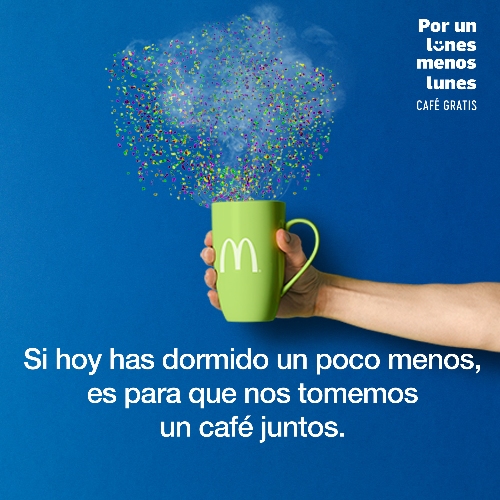 Por un
lunes
menos
lunes
CAFÉ GRATIS
M
Si hoy has dormido un poco menos,
es para que nos tomemos
un café juntos.